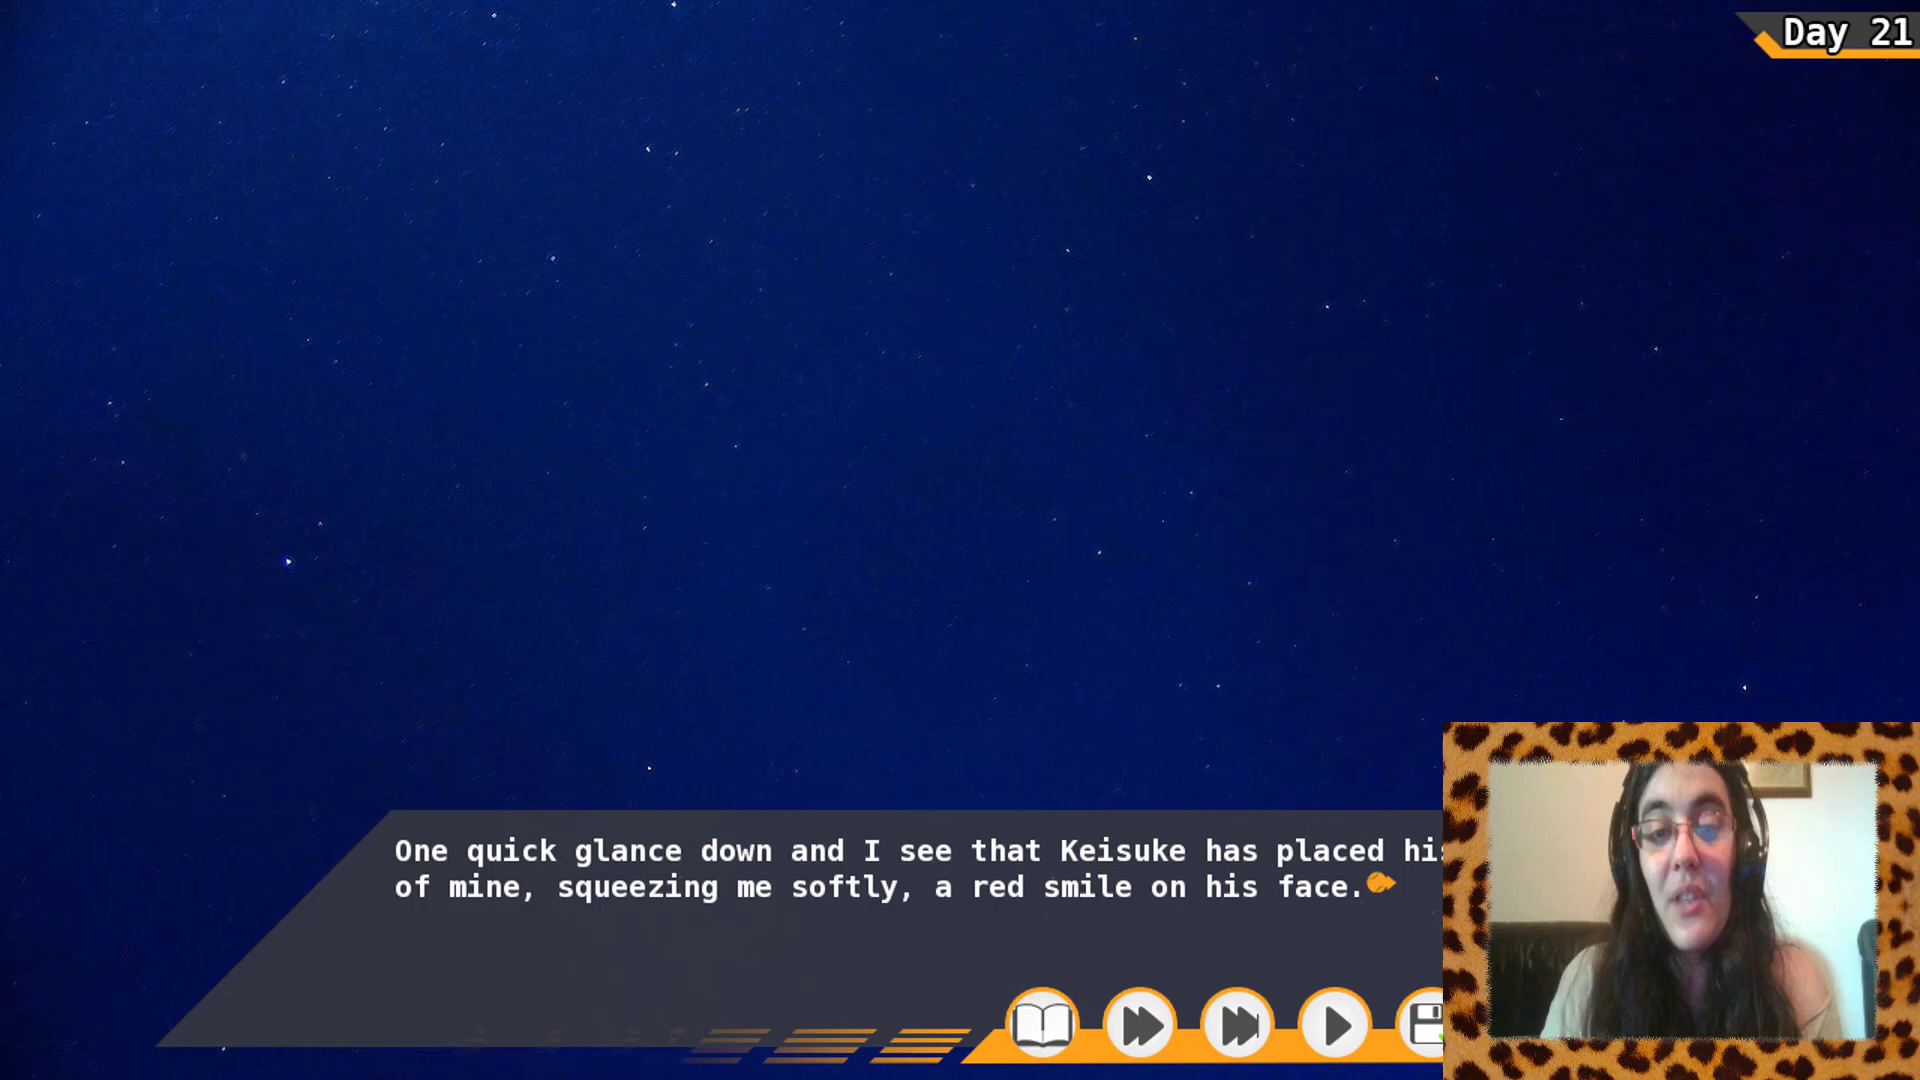 Day 21
One quick glance down and I see that Keisuke has placed his
of mine, squeezing me softly, a red smile on his face.